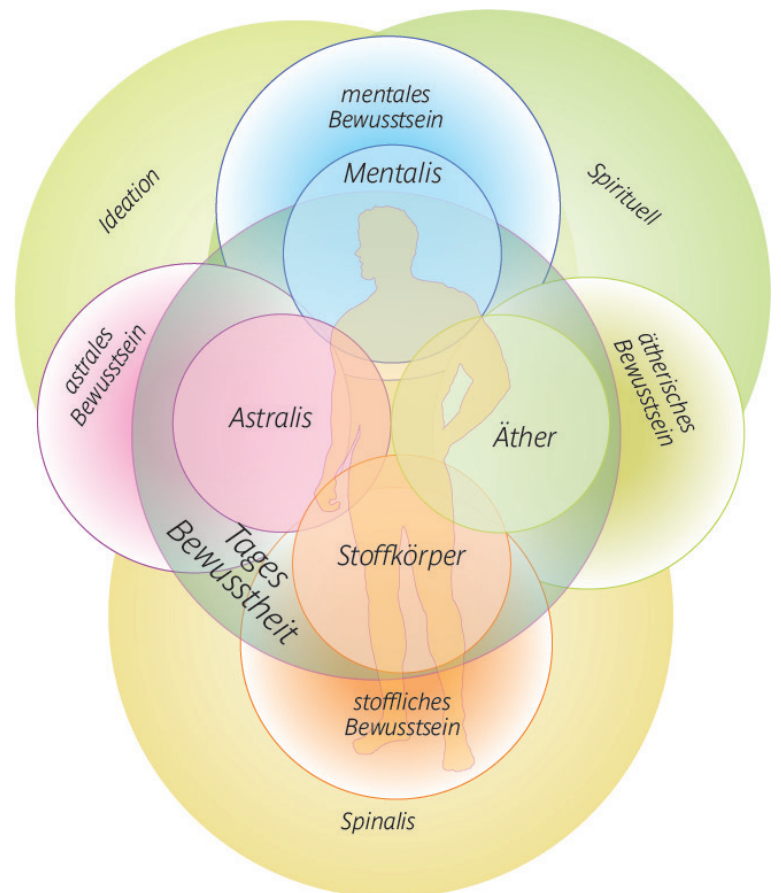 mentales
Bewusstsein
Mentalis
Ideation
Spirituell
astrales
Bewusstsein
ätherisches
Bewusstsein
Astralis
Äther
Tages
Bewusstheit
Stoffkörper
stoffliches
Bewusstsein
Spinalis